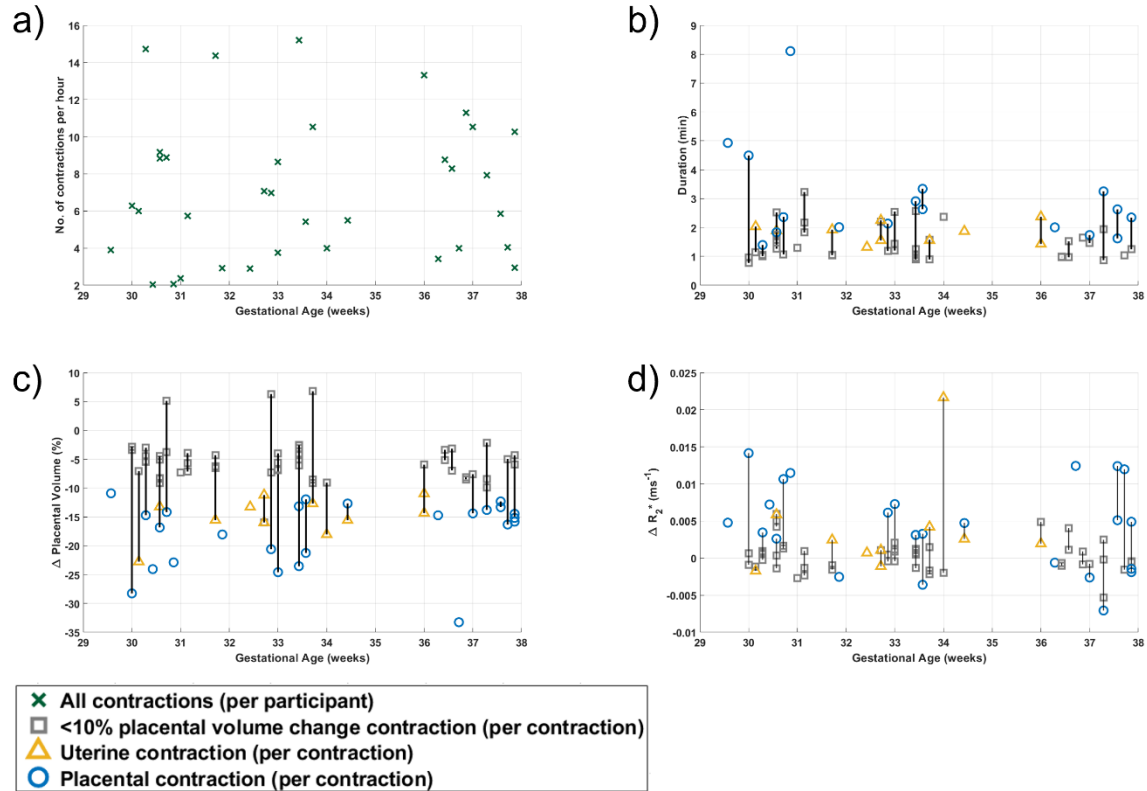 a)
No. of contractions per hour
16
14
12
10
8
6
4
2
29 30 31 32 33 34 35 36 37 38
Gestational Age (weeks)
b)
Duration (min)
9
8
7
6
5
4
3
2
1
0
29 30 31 32 33 34 35 36 37 38
Gestational Age (weeks)
c)
Δ Placental Volume (%)
10
5
0
-5
-10
-15
-20
-25
-30
-35
30 31 32 33 34 35 36 37 38
Gestational Age (weeks)
d)
Δ R2* (ms-1)
0.025
0.02
0.015
0.01
0.005
0
-0.005
-0.01
29 30 31 32 33 34 35 36 37 38
Gestational Age (weeks)
All contractions (per participant)
<10% placental volume change contraction (per contraction)
Uterine contraction (per contraction)
Placental contraction (per contraction)